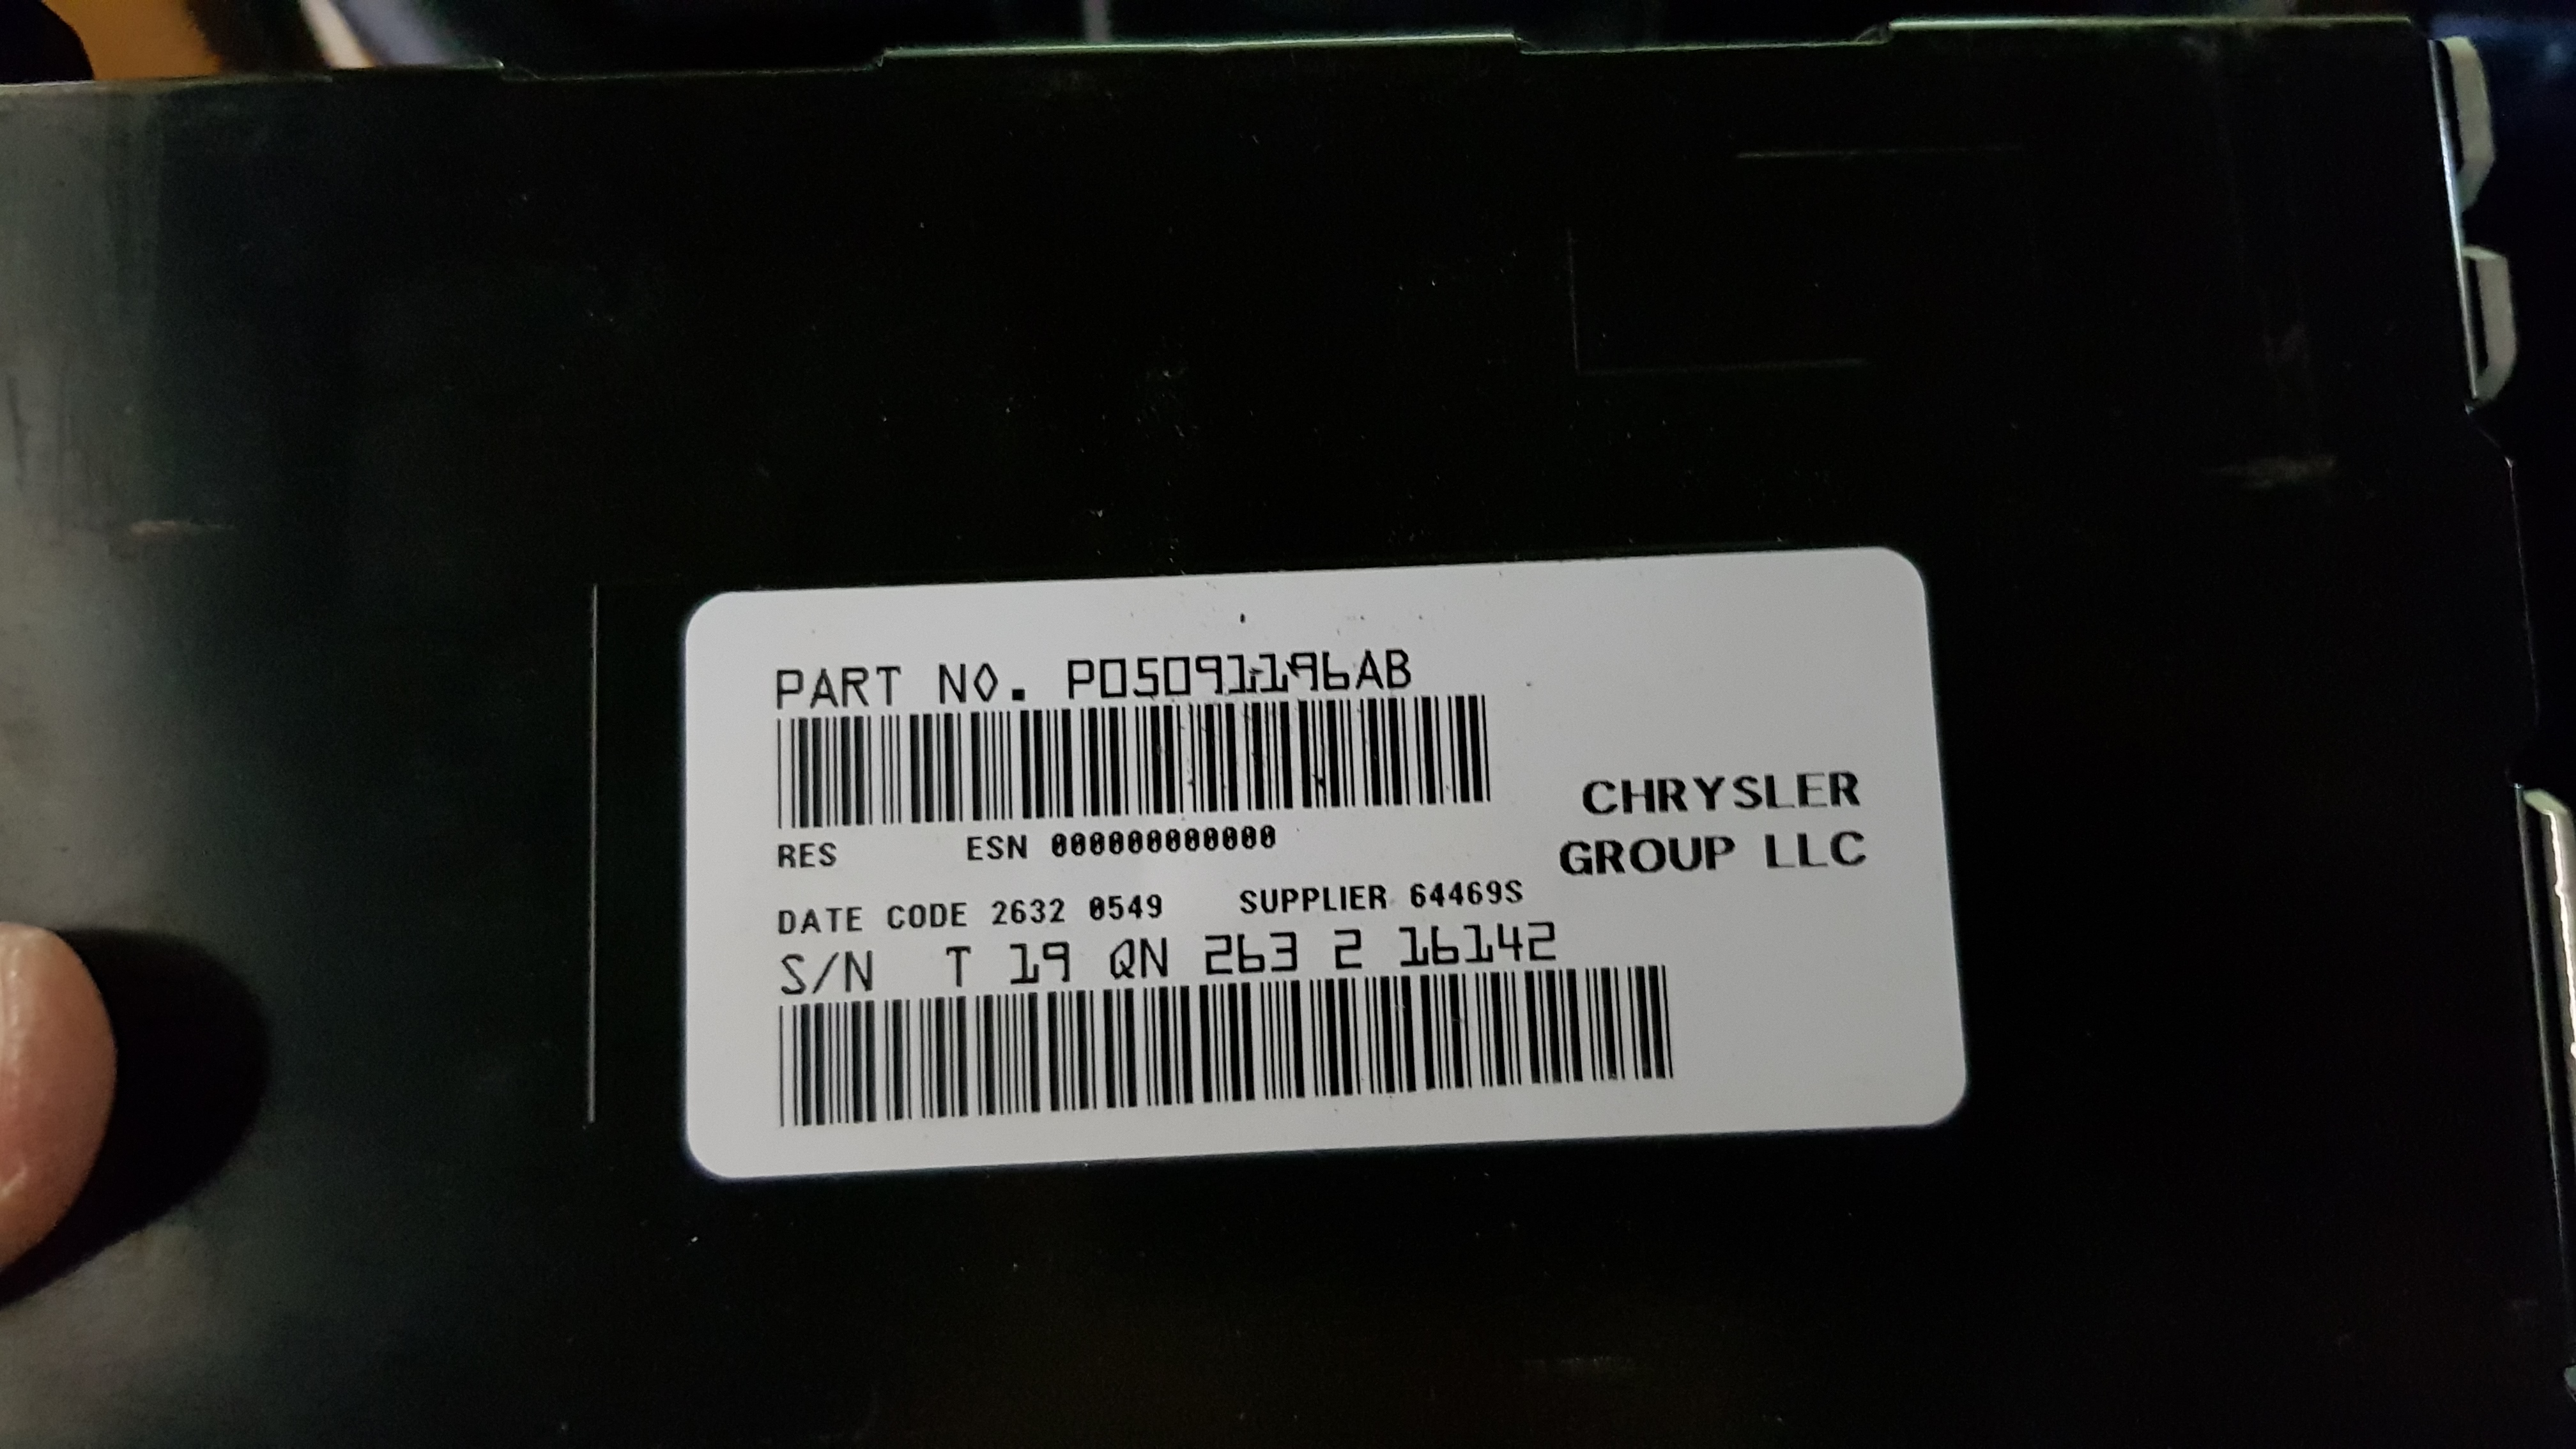 PART NO. P05091196AB
RES ESN 000000000000
CHRYSLER
GROUP LLC
DATE CODE 2632 0549 SUPPLIER 64469S
S/N T 19 QN 263 2 16142